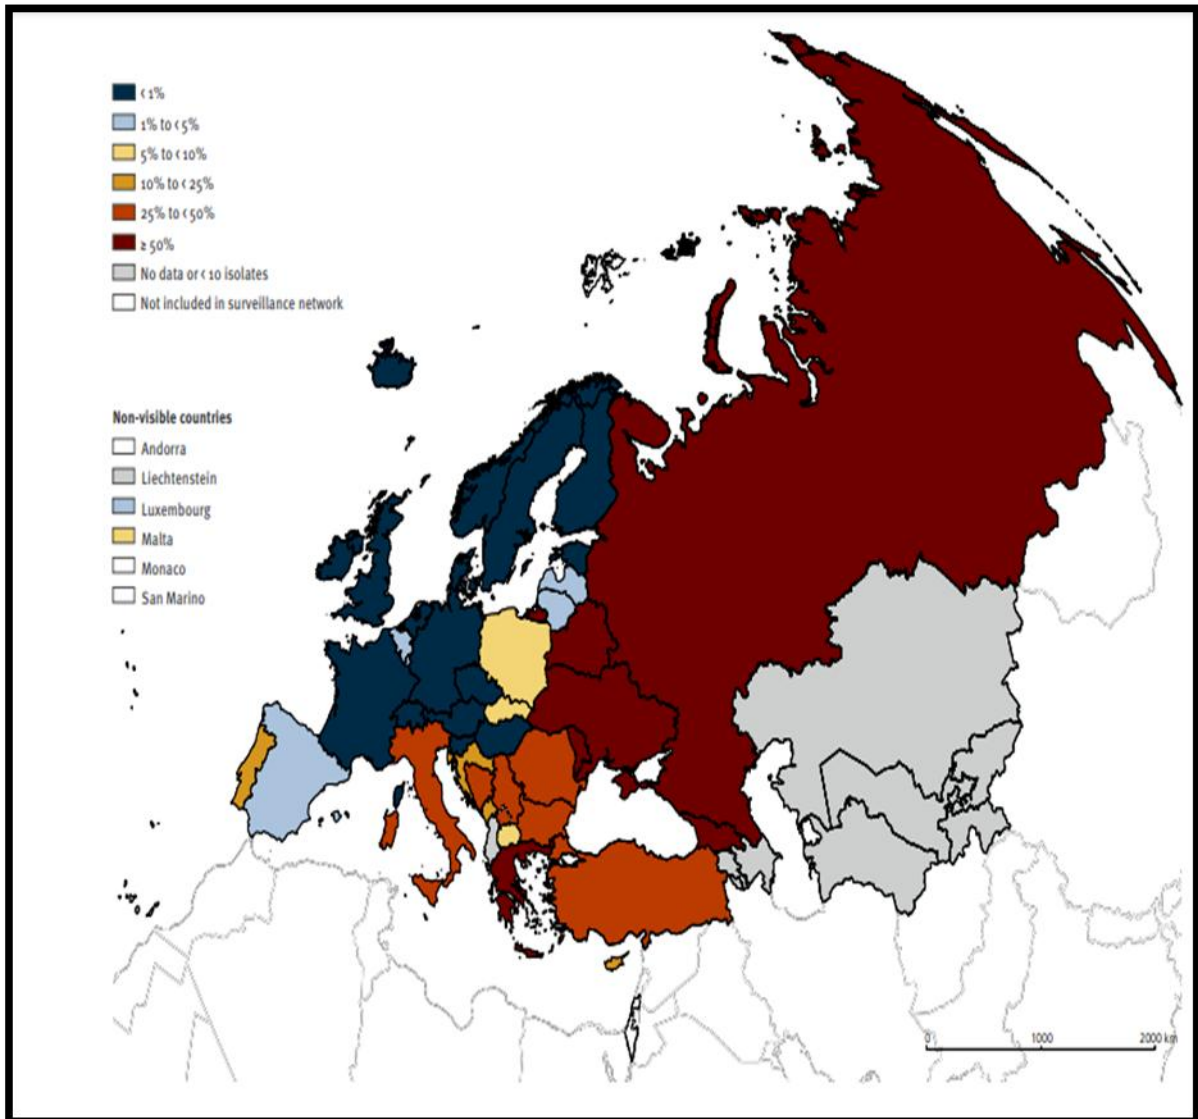 < 1%
1% to < 5%
5% to < 10%
10% to < 25%
25% to < 50%
≥ 50%
No data or < 10 isolates
Not included in surveillance network
Non-visible countries
Andorra
Liechtenstein
Luxembourg
Malta
Monaco
San Marino
0 1000 2000 km